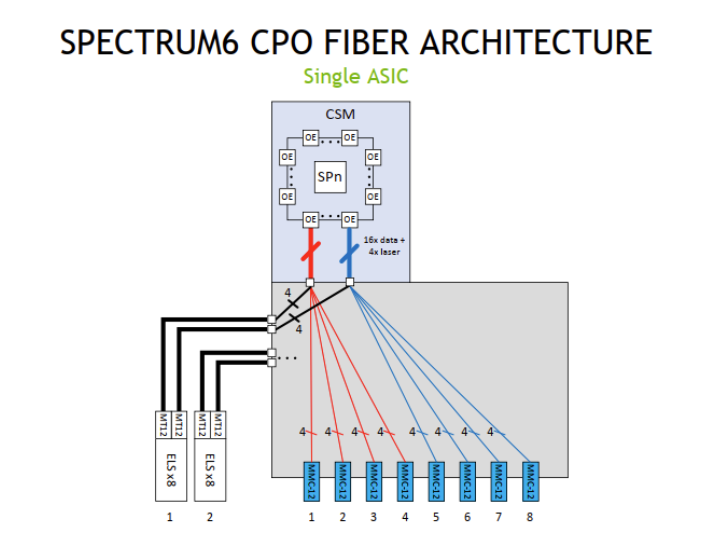 SPECTRUM6 CPO FIBER ARCHITECTURE
Single ASIC
CSM
OE ... OE
OE OE
SPn
OE OE
OE ... OE
16x data +
4x laser
4
4
...
4 4 4 4 4 4 4 4
MT12 MT12 MT12 MT12
ELS x8 ELS x8
MMC-12 MMC-12 MMC-12 MMC-12 MMC-12 MMC-12 MMC-12 MMC-12
1 2 1 2 3 4 5 6 7 8